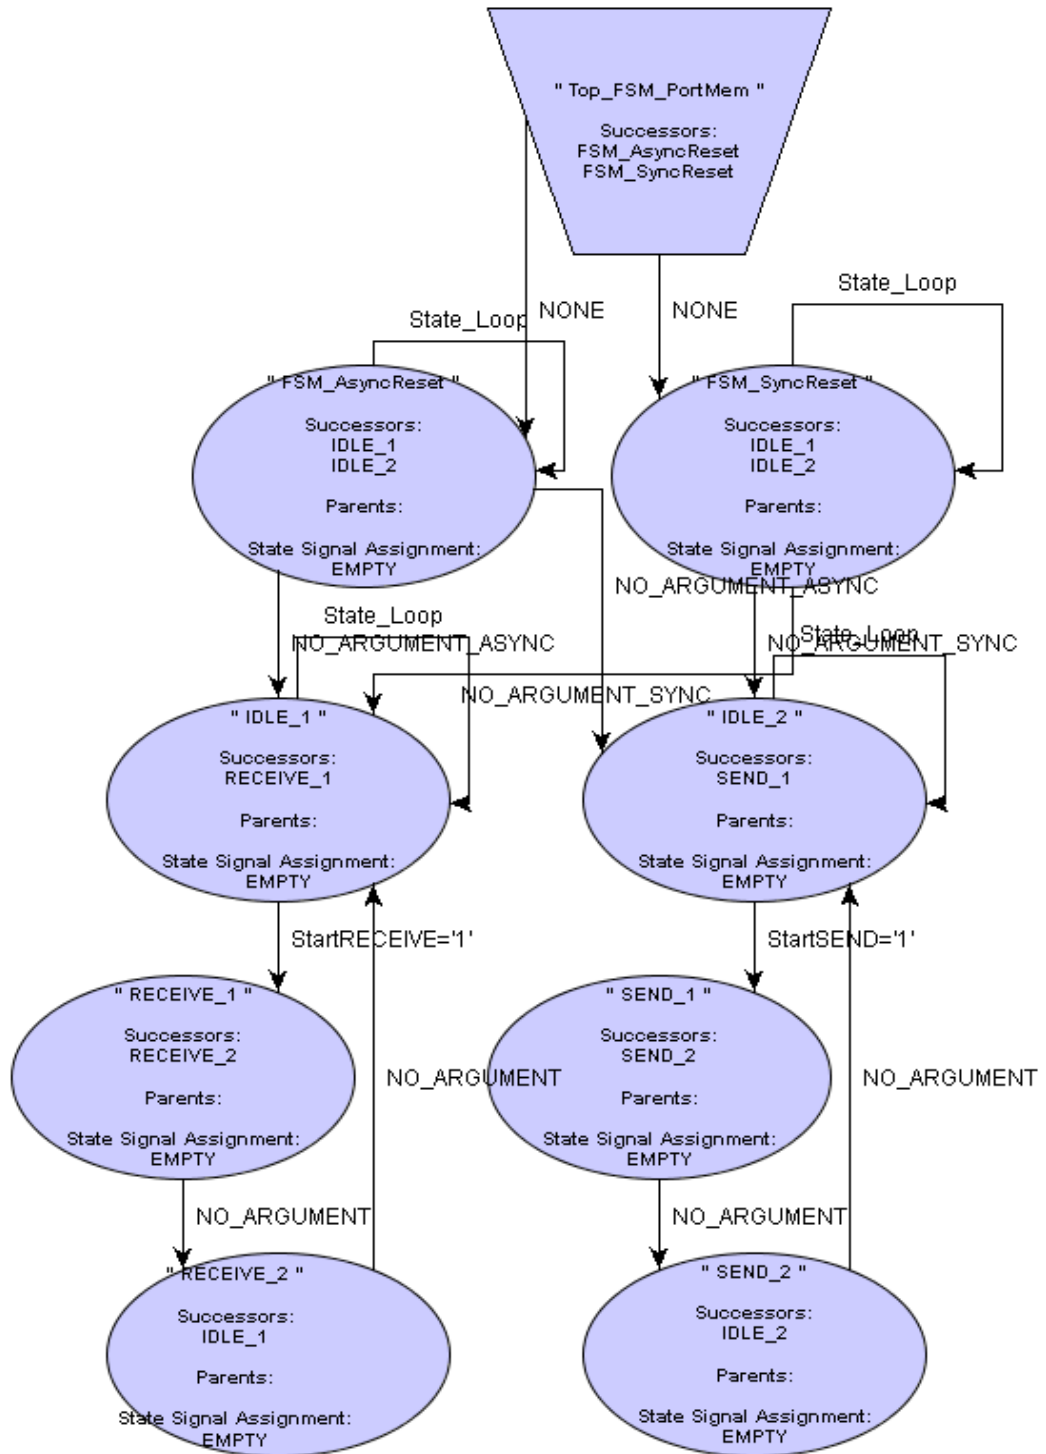 " Top_FSM_PortMem "
Successors:
FSM_AsyncReset
FSM_SyncReset
State_Loop
NONE
NONE
State_Loop
" FSM_AsyncReset "
Successors:
IDLE_1
IDLE_2
Parents:
State Signal Assignment:
EMPTY
" FSM_SyncReset "
Successors:
IDLE_1
IDLE_2
Parents:
State Signal Assignment:
EMPTY
NO_ARGUMENT_ASYNC
State_Loop
NO_ARGUMENT_ASYNC
State_Loop
NO_ARGUMENT_SYNC
NO_ARGUMENT_SYNC
" IDLE_1 "
Successors:
RECEIVE_1
Parents:
State Signal Assignment:
EMPTY
" IDLE_2 "
Successors:
SEND_1
Parents:
State Signal Assignment:
EMPTY
StartRECEIVE='1'
StartSEND='1'
" RECEIVE_1 "
Successors:
RECEIVE_2
Parents:
State Signal Assignment:
EMPTY
NO_ARGUMENT
" SEND_1 "
Successors:
SEND_2
Parents:
State Signal Assignment:
EMPTY
NO_ARGUMENT
NO_ARGUMENT
NO_ARGUMENT
" RECEIVE_2 "
Successors:
IDLE_1
Parents:
State Signal Assignment:
EMPTY
" SEND_2 "
Successors:
IDLE_2
Parents:
State Signal Assignment:
EMPTY